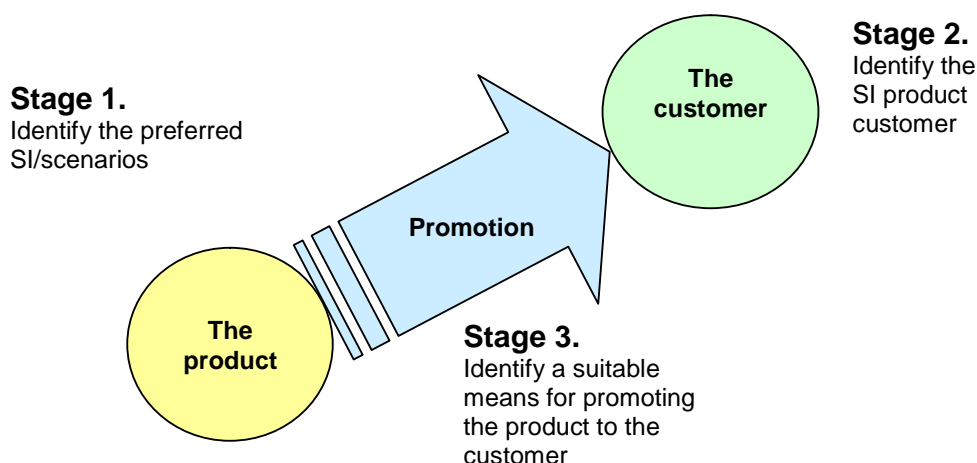 Stage 1.
Identify the preferred
SI/scenarios
The
customer
Stage 2.
Identify the
SI product
customer
Promotion
The
product
Stage 3.
Identify a suitable
means for promoting
the product to the
customer